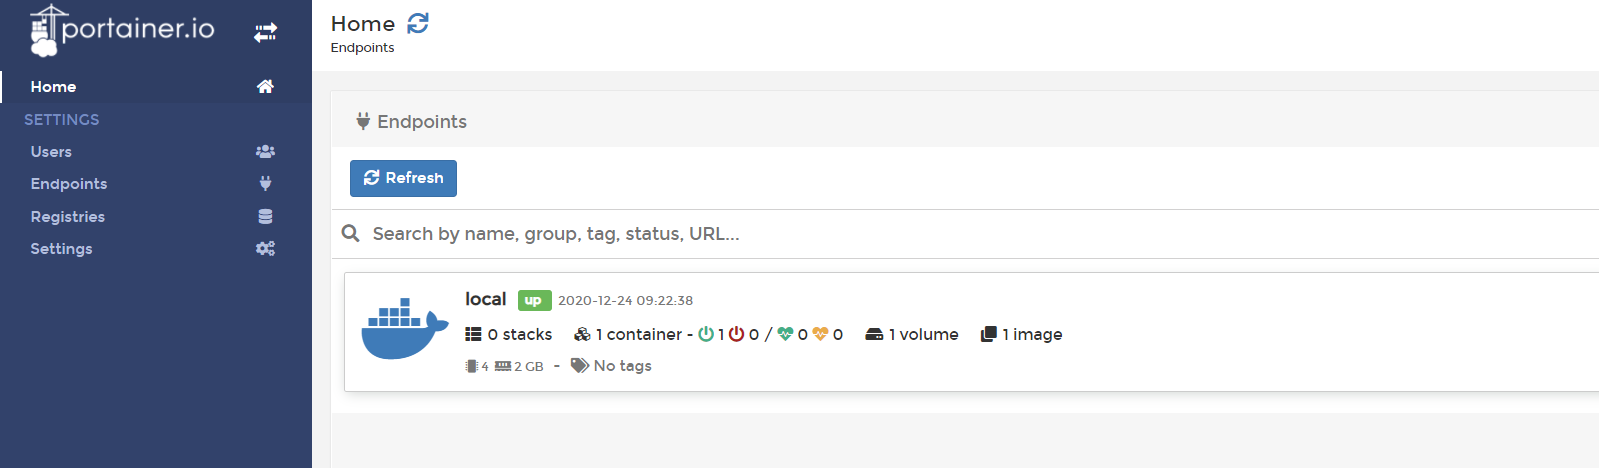 portainer.io
Home
SETTINGS
Users
Endpoints
Registries
Settings
Home
Endpoints
Endpoints
Refresh
Search by name, group, tag, status, URL...
local up 2020-12-24 09:22:38
0 stacks 1 container - 1 0 / 0 0 1 volume 1 image
4 2 GB - No tags